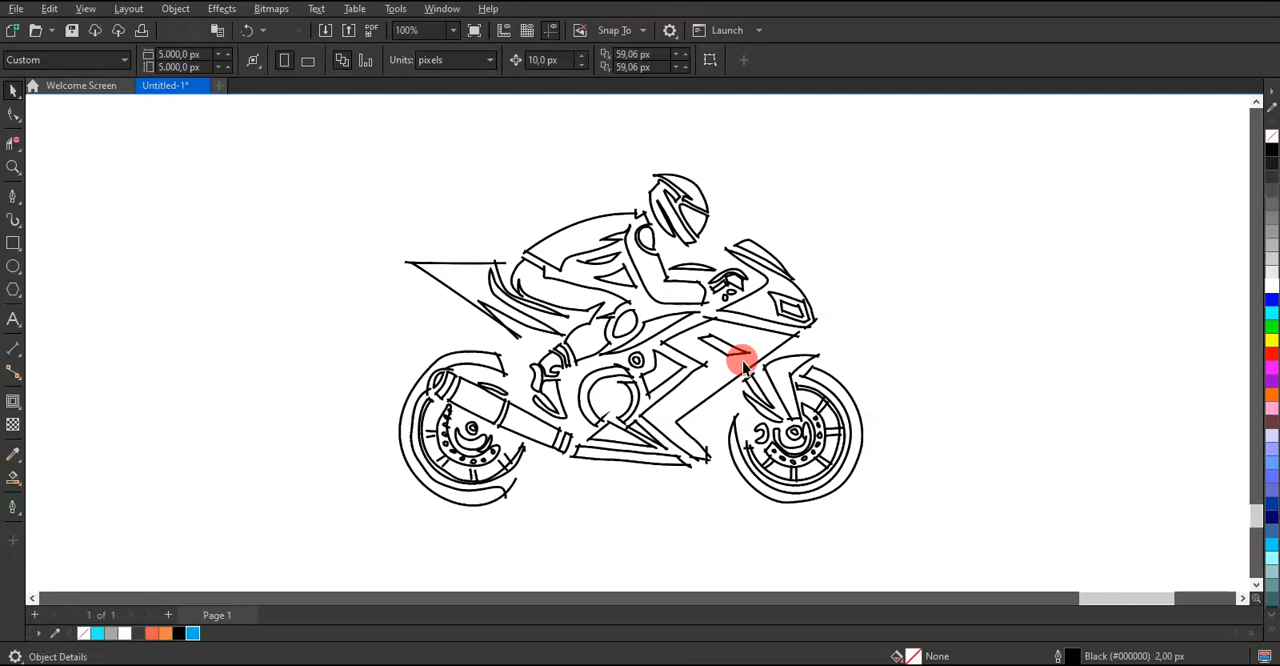 File Edit View Layout Object Effects Bitmaps Text Table Tools Window Help
PDF 100% Snap To Launch
Custom 5.000,0 px 5.000,0 px Units: pixels 10,0 px 59,06 px 59,06 px
Welcome Screen Untitled-1*
1 of 1 Page 1
Object Details None Black (#000000) 2,00 px